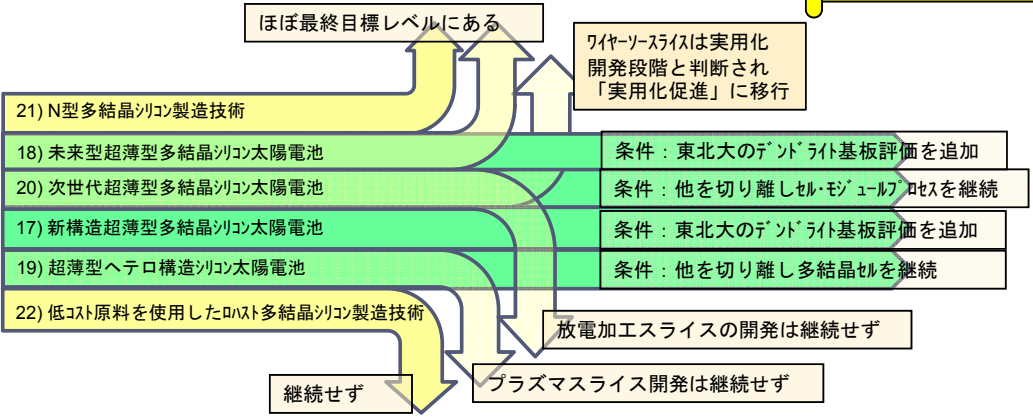 ほぼ最終目標レベルにある
ﾜｲﾔｰｿｰｽﾗｲｽは実用化
開発段階と判断され
「実用化促進」に移行
21) N型多結晶ｼﾘｺﾝ製造技術
18) 未来型超薄型多結晶ｼﾘｺﾝ太陽電池
条件：東北大のﾃﾞﾝﾄﾞﾗｲﾄ基板評価を追加
20) 次世代超薄型多結晶ｼﾘｺﾝ太陽電池
条件：他を切り離しｾﾙ・ﾓｼﾞｭｰﾙﾌﾟﾛｾｽを継続
17) 新構造超薄型多結晶ｼﾘｺﾝ太陽電池
条件：東北大のﾃﾞﾝﾄﾞﾗｲﾄ基板評価を追加
19) 超薄型ヘテロ構造ｼﾘｺﾝ太陽電池
条件：他を切り離し多結晶ｾﾙを継続
22) 低ｺｽﾄ原料を使用したﾛﾊｽﾄ多結晶ｼﾘｺﾝ製造技術
放電加工スライスの開発は継続せず
プラズマスライス開発は継続せず
継続せず